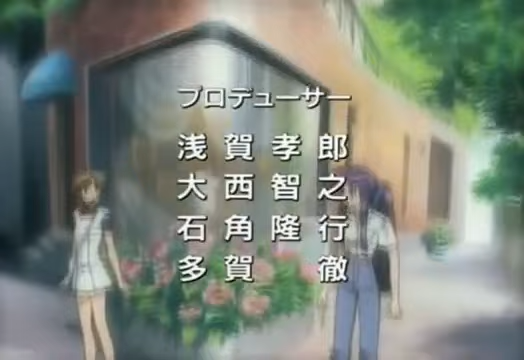 プロデューサー
浅賀孝郎
大西智之
石角隆行
多賀　徹